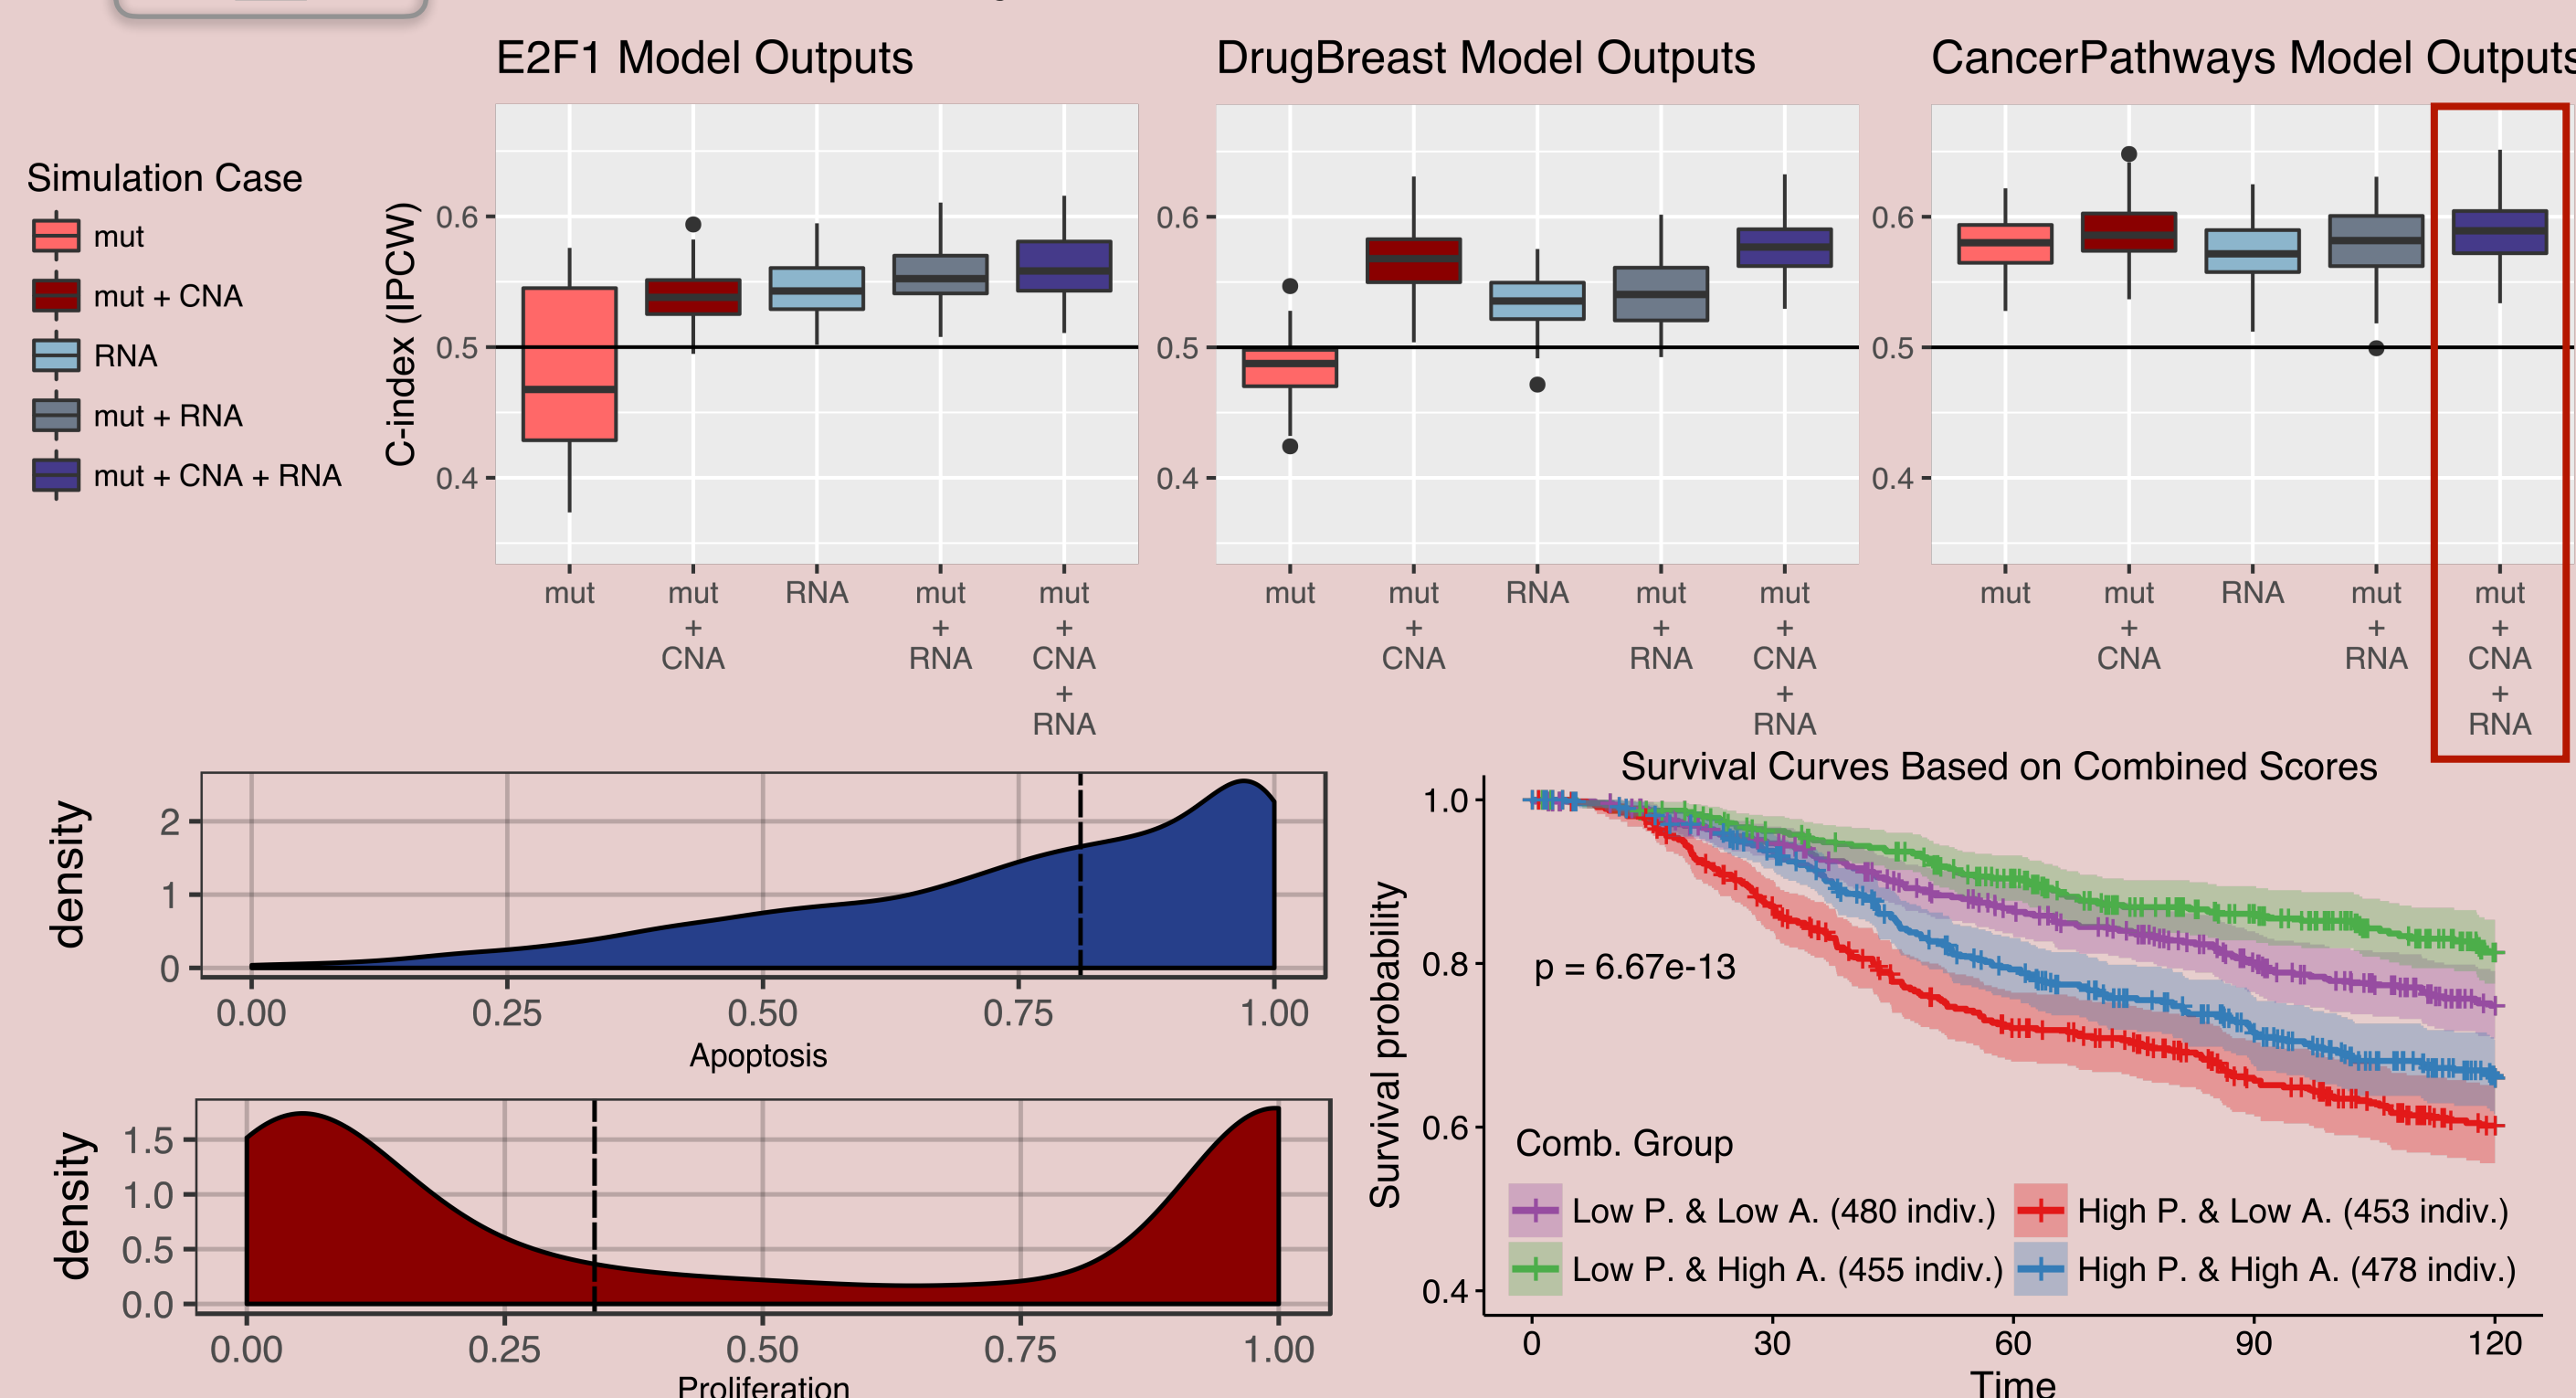 E2F1 Model Outputs
DrugBreast Model Outputs
CancerPathways Model Outputs
Simulation Case
mut
mut + CNA
RNA
mut + RNA
mut + CNA + RNA
C-index (IPCW)
0.6
0.5
0.4
mut
mut
+
CNA
RNA
mut
+
RNA
mut
+
CNA
+
RNA
0.6
0.5
0.4
mut
mut
+
CNA
RNA
mut
+
RNA
mut
+
CNA
+
RNA
0.6
0.5
0.4
mut
mut
+
CNA
RNA
mut
+
RNA
mut
+
CNA
+
RNA
density
2
1
0
0.00 0.25 0.50 0.75 1.00
Apoptosis
density
1.5
1.0
0.5
0.0
0.00 0.25 0.50 0.75 1.00
Proliferation
Survival Curves Based on Combined Scores
Survival probability
1.0
0.8
0.6
0.4
p = 6.67e-13
Comb. Group
Low P. & Low A. (480 indiv.)
High P. & Low A. (453 indiv.)
Low P. & High A. (455 indiv.)
High P. & High A. (478 indiv.)
0 30 60 90 120
Time